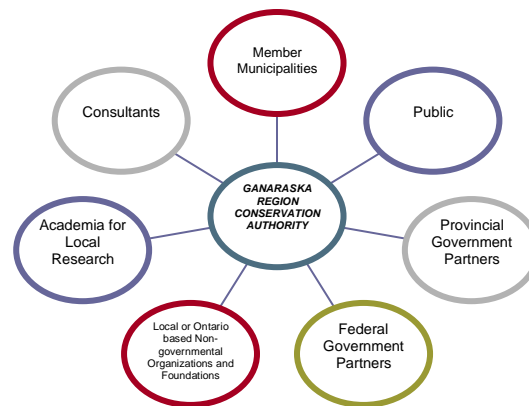 Member
Municipalities
Consultants
Public
GANARASKA
REGION
CONSERVATION
AUTHORITY
Academia for
Local
Research
Provincial
Government
Partners
Local or Ontario
based Non-
governmental
Organizations and
Foundations
Federal
Government
Partners